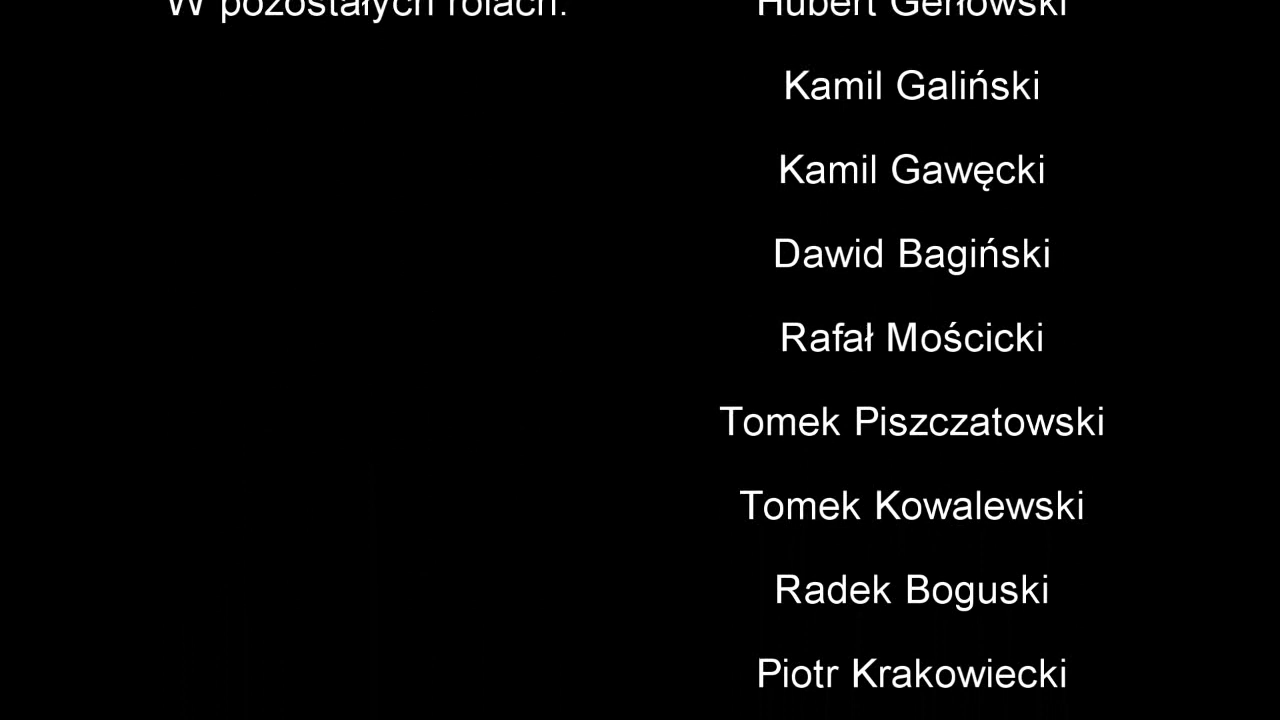 W pozostałych rolach: Hubert Gerłowski
Kamil Galiński
Kamil Gawęcki
Dawid Bagiński
Rafał Mościcki
Tomek Piszczatowski
Tomek Kowalewski
Radek Boguski
Piotr Krakowiecki